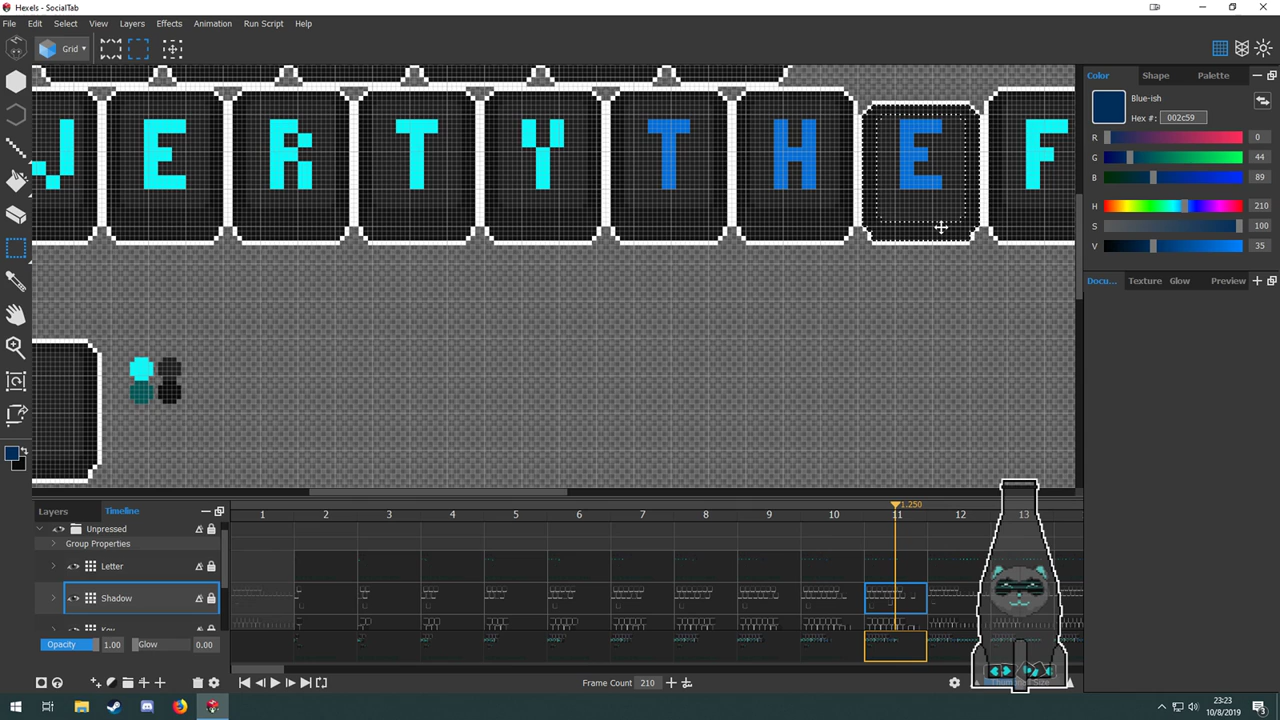 Hexels - SocialTab
File Edit Select View Layers Effects Animation Run Script Help
Grid
Color Shape Palette
Blue-ish
Hex #: 002c59
R 0
G 44
B 89
H 210
S 100
V 35
Docu... Texture Glow Preview
J E R T Y T H E F
Layers Timeline
1.250
1 2 3 4 5 6 7 8 9 10 11 12 13
Unpressed
Group Properties
Letter
Shadow
Opacity 1.00 Glow 0.00
Frame Count 210
23:23
10/8/2019
3